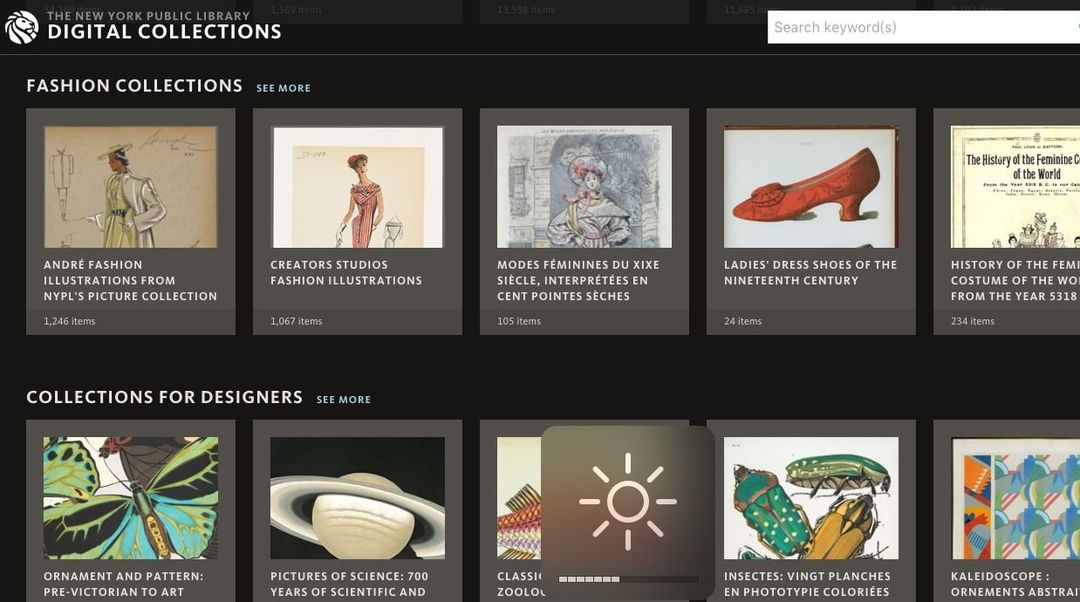 1,569 items
13,598 items
11,685 items
THE NEW YORK PUBLIC LIBRARY
DIGITAL COLLECTIONS
Search keyword(s)
FASHION COLLECTIONS SEE MORE
The History of the Feminine C
of the World
ANDRÉ FASHION
ILLUSTRATIONS FROM
NYPL'S PICTURE COLLECTION
1,246 items
CREATORS STUDIOS
FASHION ILLUSTRATIONS
1,067 items
MODES FÉMININES DU XIXE
SIÈCLE, INTERPRÉTÉES EN
CENT POINTES SÈCHES
105 items
LADIES' DRESS SHOES OF THE
NINETEENTH CENTURY
24 items
HISTORY OF THE FEMI
COSTUME OF THE WO
FROM THE YEAR 5318
234 items
COLLECTIONS FOR DESIGNERS SEE MORE
ORNAMENT AND PATTERN:
PRE-VICTORIAN TO ART
PICTURES OF SCIENCE: 700
YEARS OF SCIENTIFIC AND
CLASSIC
ZOOLO
INSECTES: VINGT PLANCHES
EN PHOTOTYPIE COLORIÉES
KALEIDOSCOPE :
ORNEMENTS ABSTRAI